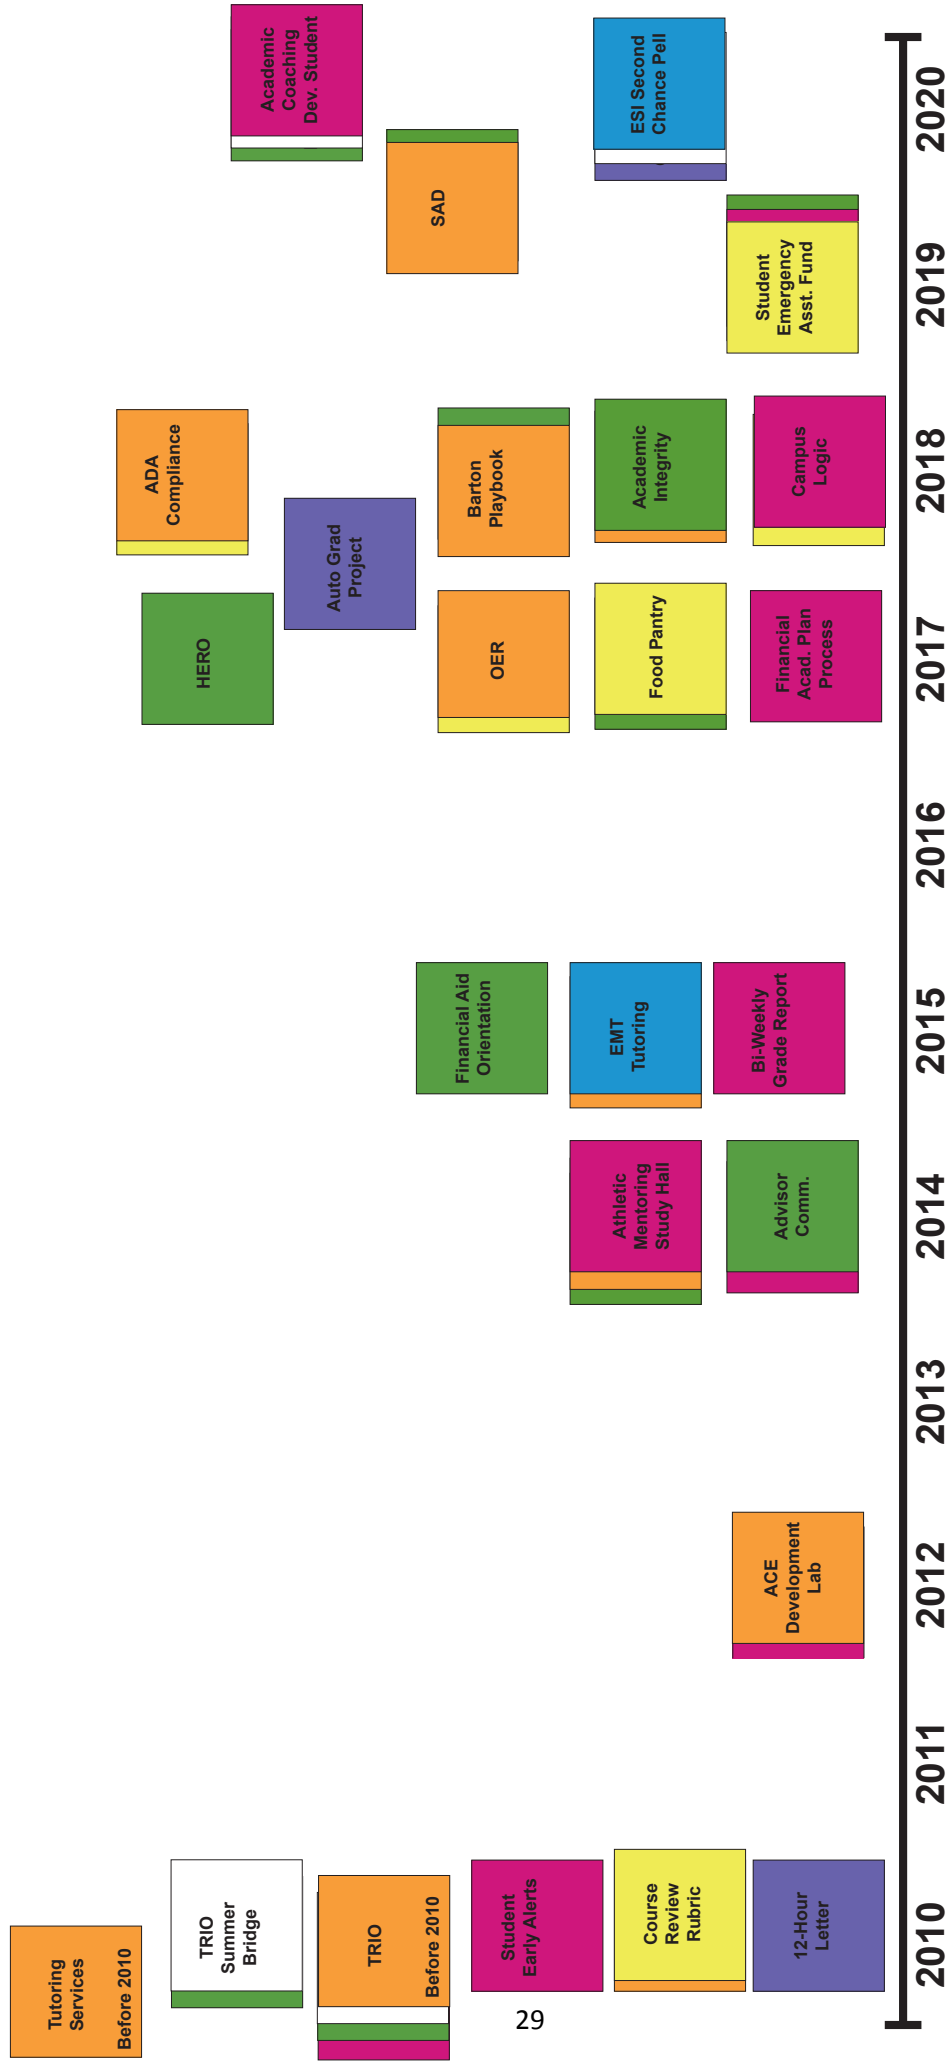 Tutoring
Services
Before 2010
TRIO
Summer
Bridge
TRIO
Before 2010
Student
Early Alerts
Course
Review
Rubric
12-Hour
Letter
ACE
Development
Lab
Athletic
Mentoring
Study Hall
Advisor
Comm.
Financial Aid
Orientation
EMT
Tutoring
Bi-Weekly
Grade Report
HERO
Auto Grad
Project
OER
Food Pantry
Financial
Acad. Plan
Process
ADA
Compliance
Barton
Playbook
Academic
Integrity
Campus
Logic
SAD
Student
Emergency
Asst. Fund
Academic
Coaching
Dev. Student
ESI Second
Chance Pell
2010
2011
2012
2013
2014
2015
2016
2017
2018
2019
2020
29